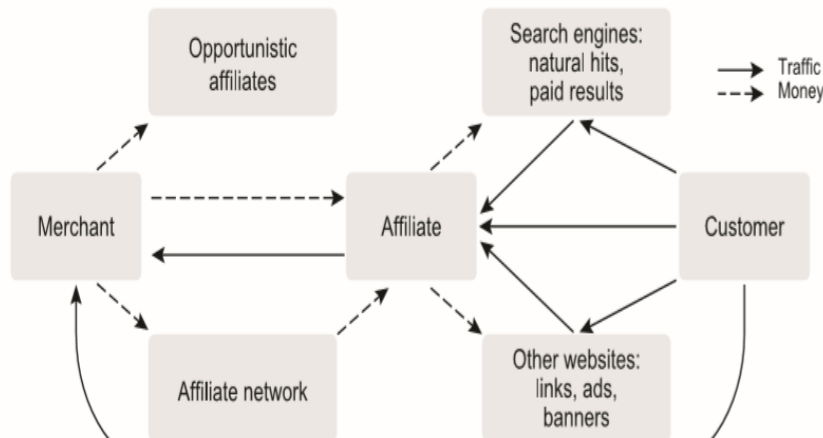 Opportunistic
affiliates
Search engines:
natural hits,
paid results
Traffic
Money
Merchant
Affiliate
Customer
Affiliate network
Other websites:
links, ads,
banners